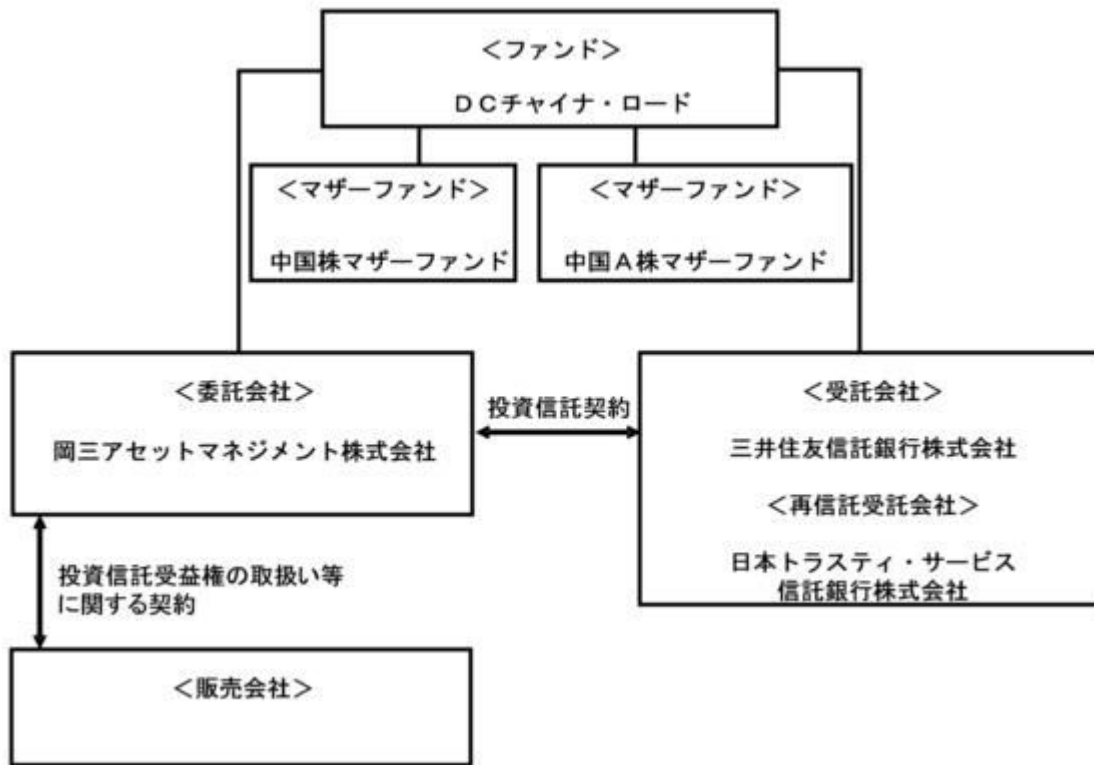 ＜ファンド＞
ＤＣチャイナ・ロード
＜マザーファンド＞
中国株マザーファンド
＜マザーファンド＞
中国Ａ株マザーファンド
＜委託会社＞
岡三アセットマネジメント株式会社
投資信託契約
＜受託会社＞
三井住友信託銀行株式会社
＜再信託受託会社＞
日本トラスティ・サービス
信託銀行株式会社
投資信託受益権の取扱い等
に関する契約
＜販売会社＞